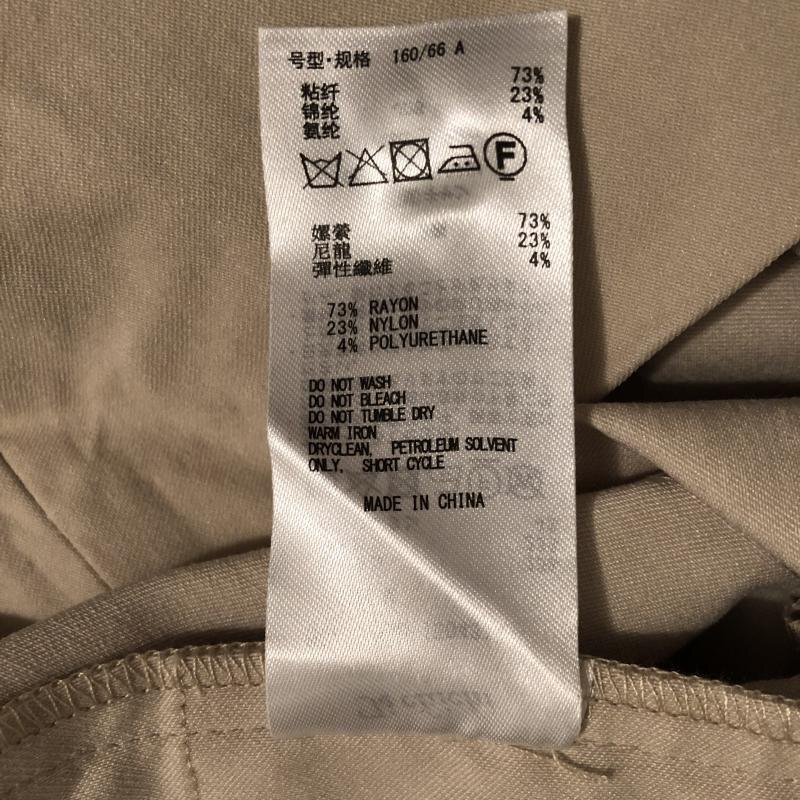 号型·规格 160/66 A
粘纤 73%
锦纶 23%
氨纶 4%
F
嫘縈 73%
尼龍 23%
彈性纖維 4%
73% RAYON
23% NYLON
4% POLYURETHANE
DO NOT WASH
DO NOT BLEACH
DO NOT TUMBLE DRY
WARM IRON
DRYCLEAN, PETROLEUM SOLVENT
ONLY, SHORT CYCLE
MADE IN CHINA